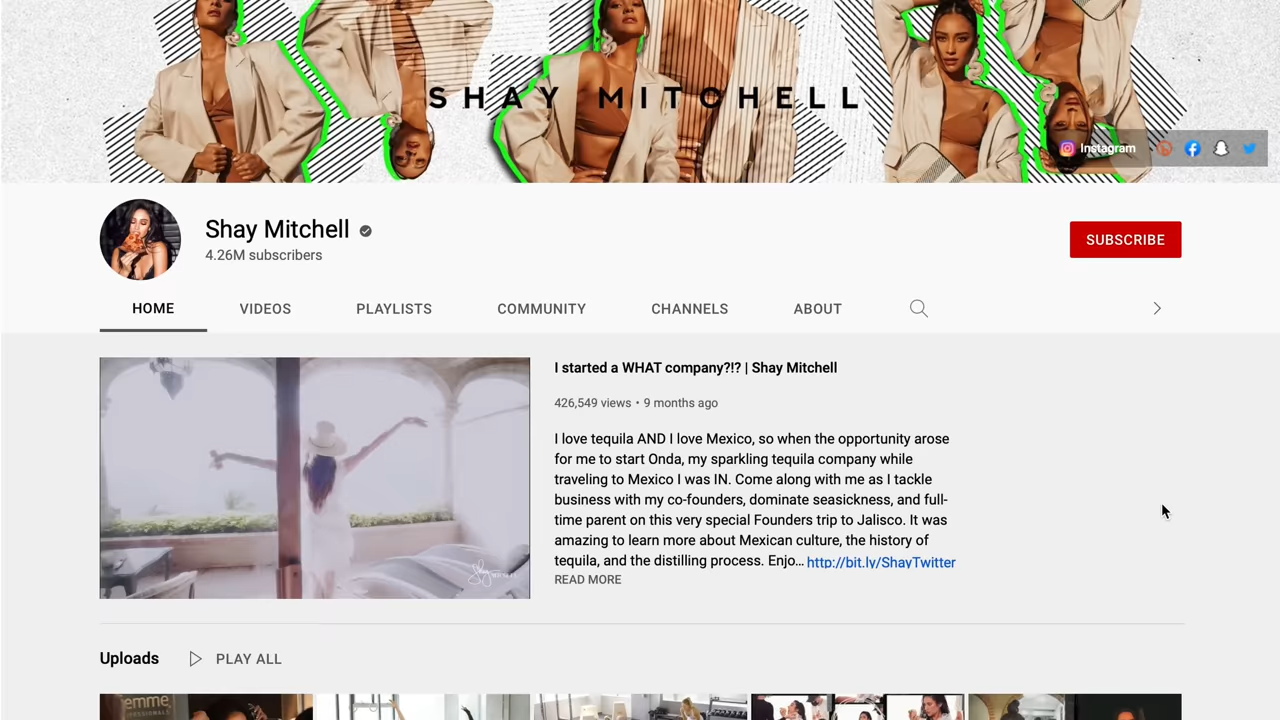 SHAY MITCHELL
Instagram
Shay Mitchell
4.26M subscribers
SUBSCRIBE
HOME
VIDEOS
PLAYLISTS
COMMUNITY
CHANNELS
ABOUT
I started a WHAT company?!? | Shay Mitchell
426,549 views • 9 months ago
I love tequila AND I love Mexico, so when the opportunity arose
for me to start Onda, my sparkling tequila company while
traveling to Mexico I was IN. Come along with me as I tackle
business with my co-founders, dominate seasickness, and full-
time parent on this very special Founders trip to Jalisco. It was
amazing to learn more about Mexican culture, the history of
tequila, and the distilling process. Enjo... http://bit.ly/ShayTwitter
READ MORE
Uploads
PLAY ALL